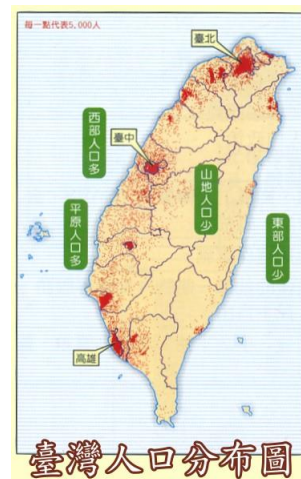 每一點代表5,000人
臺北
西部人口多
臺中
山地人口少
平原人口多
東部人口少
高雄
臺灣人口分布圖